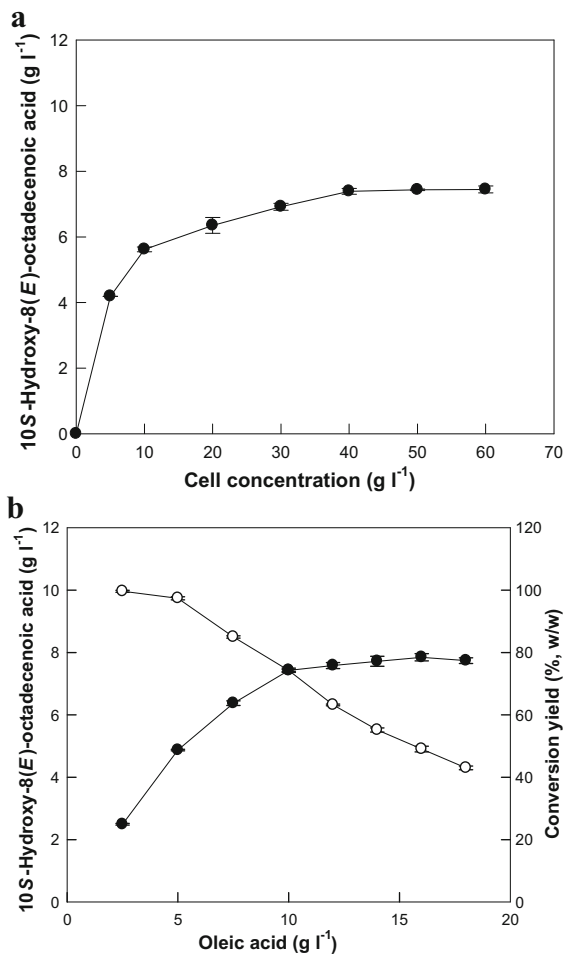 a
10S-Hydroxy-8(E)-octadecenoic acid (g l⁻¹)
12
10
8
6
4
2
0
0 10 20 30 40 50 60 70
Cell concentration (g l⁻¹)
b
10S-Hydroxy-8(E)-octadecenoic acid (g l⁻¹)
12
10
8
6
4
2
0
120
100
80
60
40
20
0
Conversion yield (%, w/w)
0 5 10 15 20
Oleic acid (g l⁻¹)